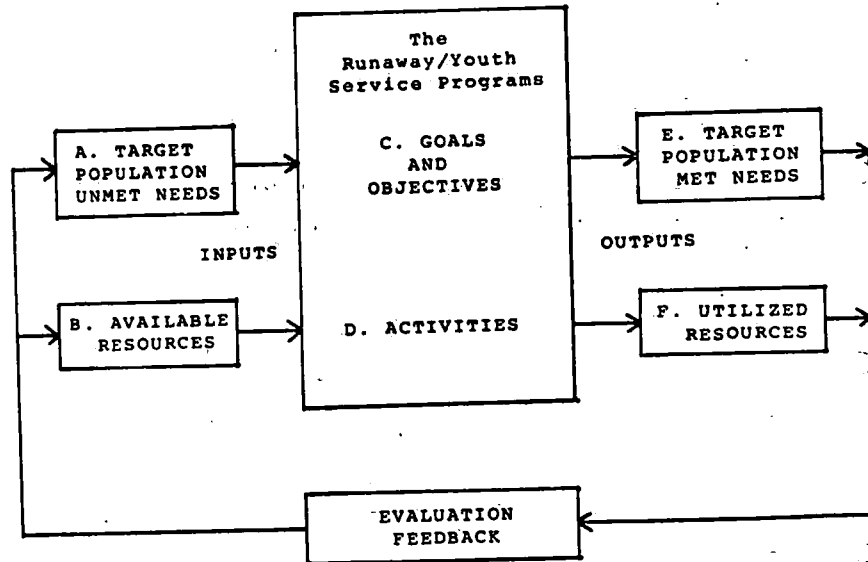 The
Runaway/Youth
Service Programs
A. TARGET
POPULATION
UNMET NEEDS
C. GOALS
AND
OBJECTIVES
E. TARGET
POPULATION
MET NEEDS
INPUTS
OUTPUTS
B. AVAILABLE
RESOURCES
D. ACTIVITIES
F. UTILIZED
RESOURCES
EVALUATION
FEEDBACK